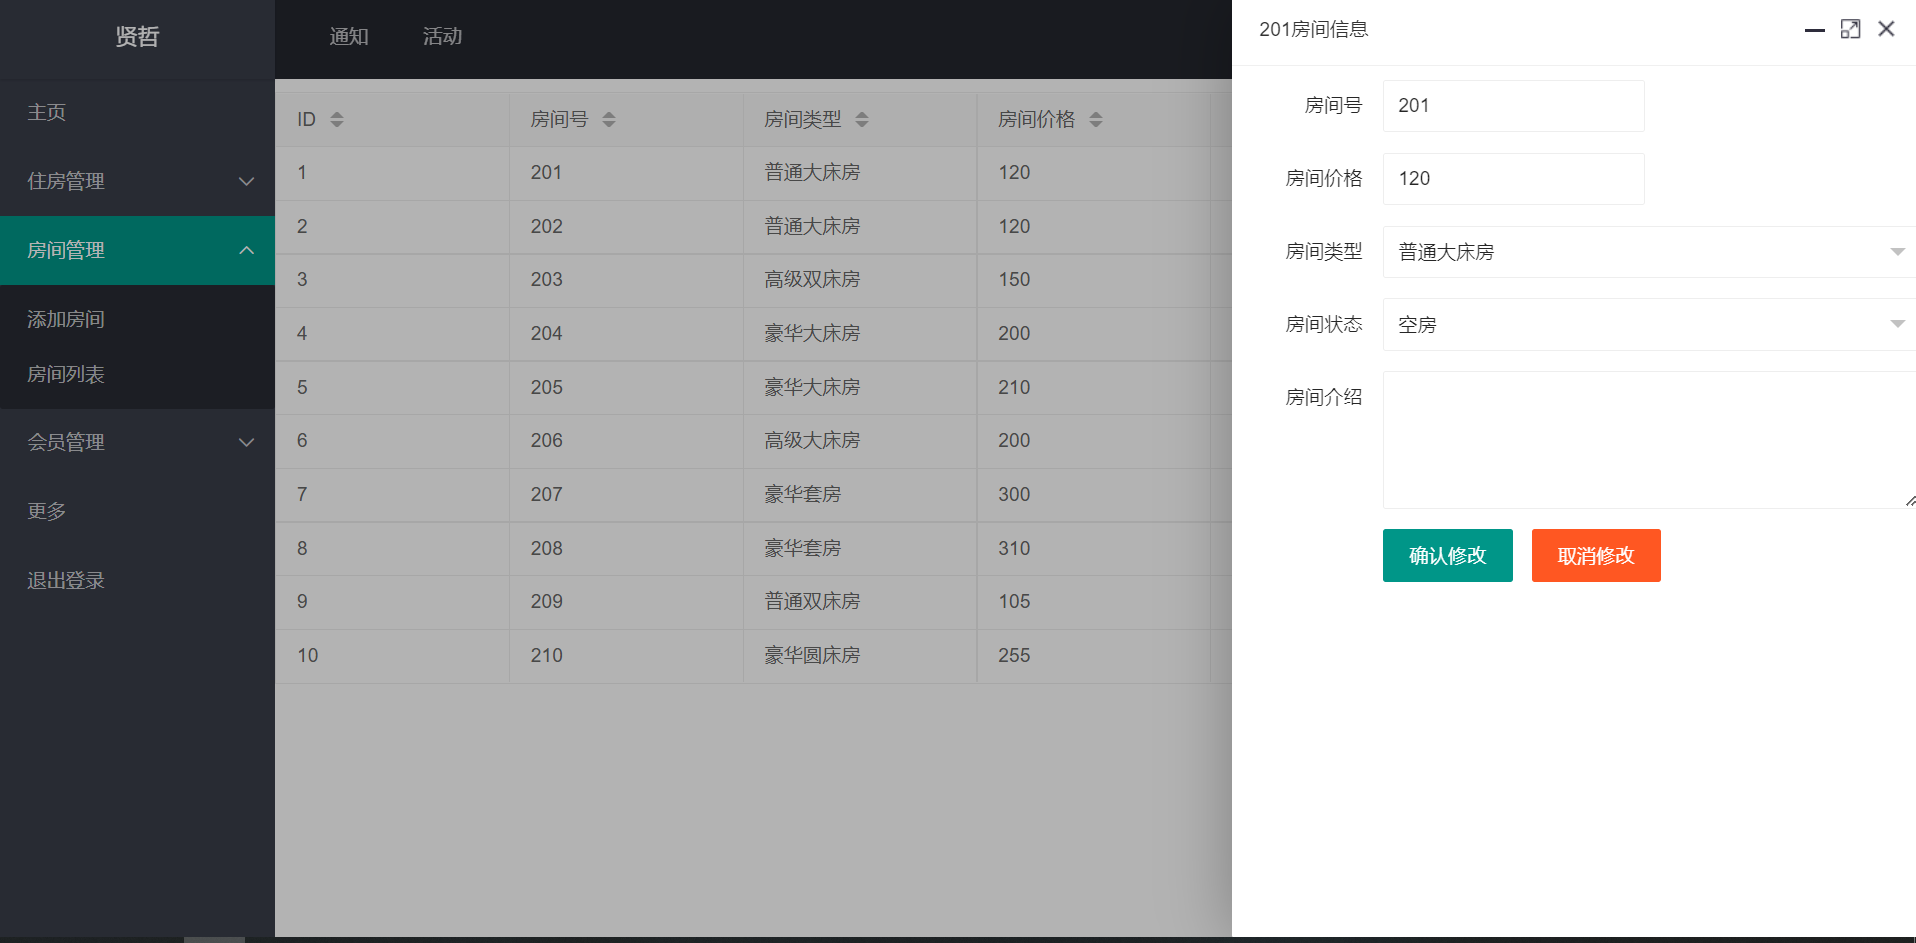 贤哲
通知 活动
主页
住房管理
房间管理
添加房间
房间列表
会员管理
更多
退出登录
ID 房间号 房间类型 房间价格
1 201 普通大床房 120
2 202 普通大床房 120
3 203 高级双床房 150
4 204 豪华大床房 200
5 205 豪华大床房 210
6 206 高级大床房 200
7 207 豪华套房 300
8 208 豪华套房 310
9 209 普通双床房 105
10 210 豪华圆床房 255
201房间信息
房间号 201
房间价格 120
房间类型 普通大床房
房间状态 空房
房间介绍
确认修改 取消修改